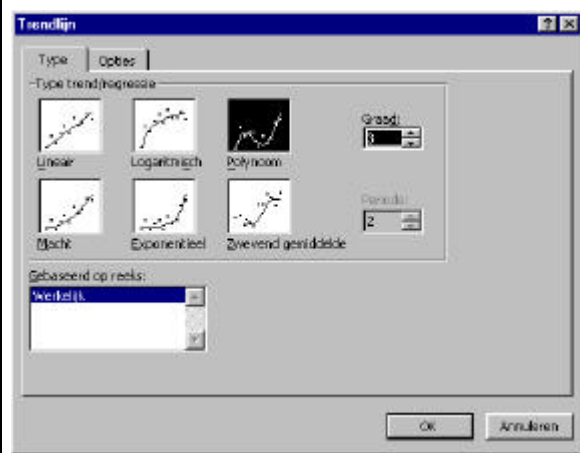 Trendlijn
Type Opties
Type trend/regressie
Lineair Logaritmisch Polynoom
Graad:
3
Macht Exponentieel Zwevend gemiddelde
Periode:
2
Gebaseerd op reeks:
Werkelijk
OK Annuleren